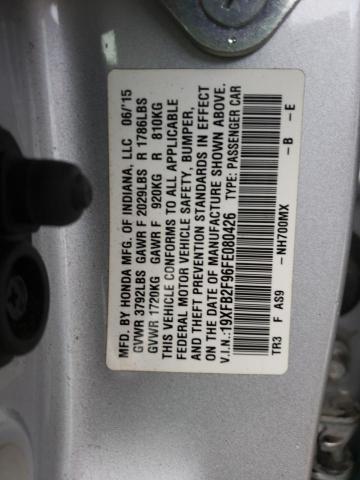 MFD. BY HONDA MFG. OF INDIANA, LLC 06/'15
GVWR 3792LBS GAWR F 2029LBS R 1786LBS
GVWR 1720KG GAWR F 920KG R 810KG
THIS VEHICLE CONFORMS TO ALL APPLICABLE
FEDERAL MOTOR VEHICLE SAFETY, BUMPER,
AND THEFT PREVENTION STANDARDS IN EFFECT
ON THE DATE OF MANUFACTURE SHOWN ABOVE.
V.I.N.:19XFB2F96FE080426 TYPE: PASSENGER CAR
TR3 F AS9 -NH700MX -B -E